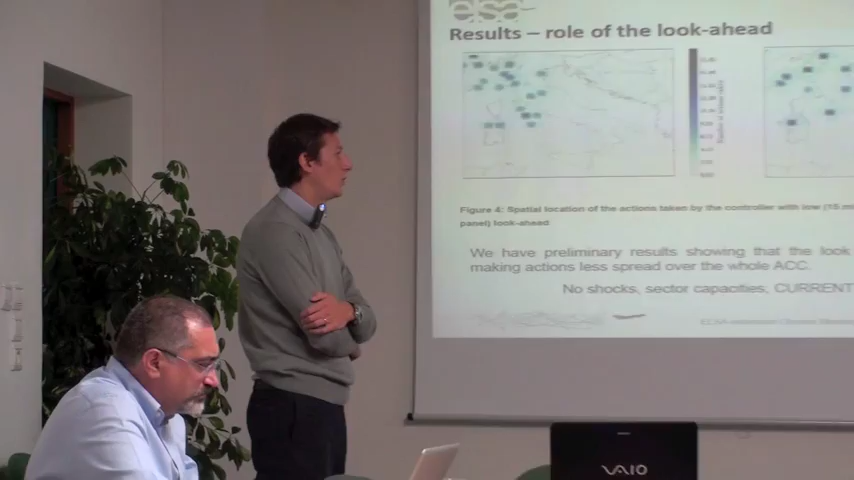 elsa
Results – role of the look-ahead
Figure 4: Spatial location of the actions taken by the controller with low (15 mi
panel) look-ahead
We have preliminary results showing that the look
making actions less spread over the whole ACC.
No shocks, sector capacities, CURRENT
VAIO